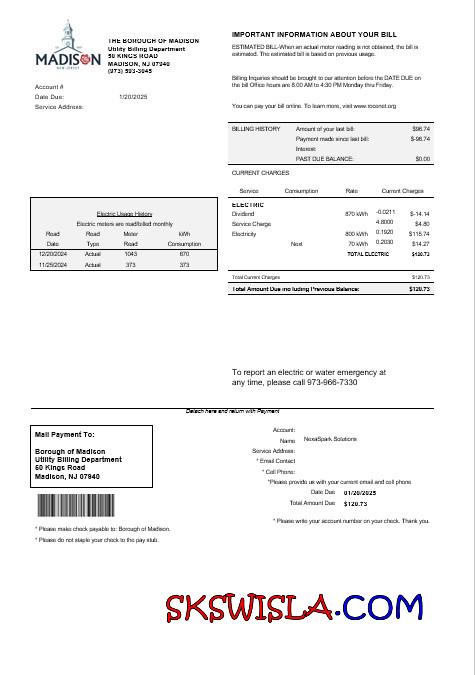 MADISON
NEW JERSEY
THE BOROUGH OF MADISON
Utility Billing Department
50 KINGS ROAD
MADISON, NJ 07940
(973) 593-3045
Account #
Date Due: 1/20/2025
Service Address:
IMPORTANT INFORMATION ABOUT YOUR BILL
ESTIMATED BILL-When an actual motor roading is not obtained, the bill is
estimated. The estimated bill is based on previous usage.
Billing Inquiries should be brought to our attention before the DATE DUE on
the bill Office hours are 8:00 AM to 4:30 PM Monday thru Friday.
You can pay your bill online. To learn more, visit www.rosenet.org
BILLING HISTORY Amount of your last bill: $96.74
Payment made since last bill: $-96.74
Interest:
PAST DUE BALANCE: $0.00
CURRENT CHARGES
Service Consumption Rate Current Charges
ELECTRIC
Dividend 670 kWh -0.0211 $-14.14
Service Charge 4.8000 $4.80
Electricity 600 kWh 0.1920 $115.74
Next 70 kWh 0.2030 $14.27
TOTAL ELECTRIC $120.73
Total Current Charges $120.73
Total Amount Due including Previous Balance: $120.73
Electric Usage History
Electric meters are road/billed monthly
Road Road Motor kWh
Date Type Road Consumption
12/20/2024 Actual 1043 670
11/25/2024 Actual 373 373
To report an electric or water emergency at
any time, please call 973-966-7330
Detach here and return with Payment
Mail Payment To:
Borough of Madison
Utility Billing Department
50 Kings Road
Madison, NJ 07940
* Please make check payable to: Borough of Madison.
* Please do not staple your check to the pay stub.
Account:
Name NexaSpark Solutions
Service Address:
* Email Contact
* Cell Phone:
*Please provide us with your current email and cell phone
Date Due 01/20/2025
Total Amount Due $120.73
* Please write your account number on your check. Thank you.
SKSWISLA.COM